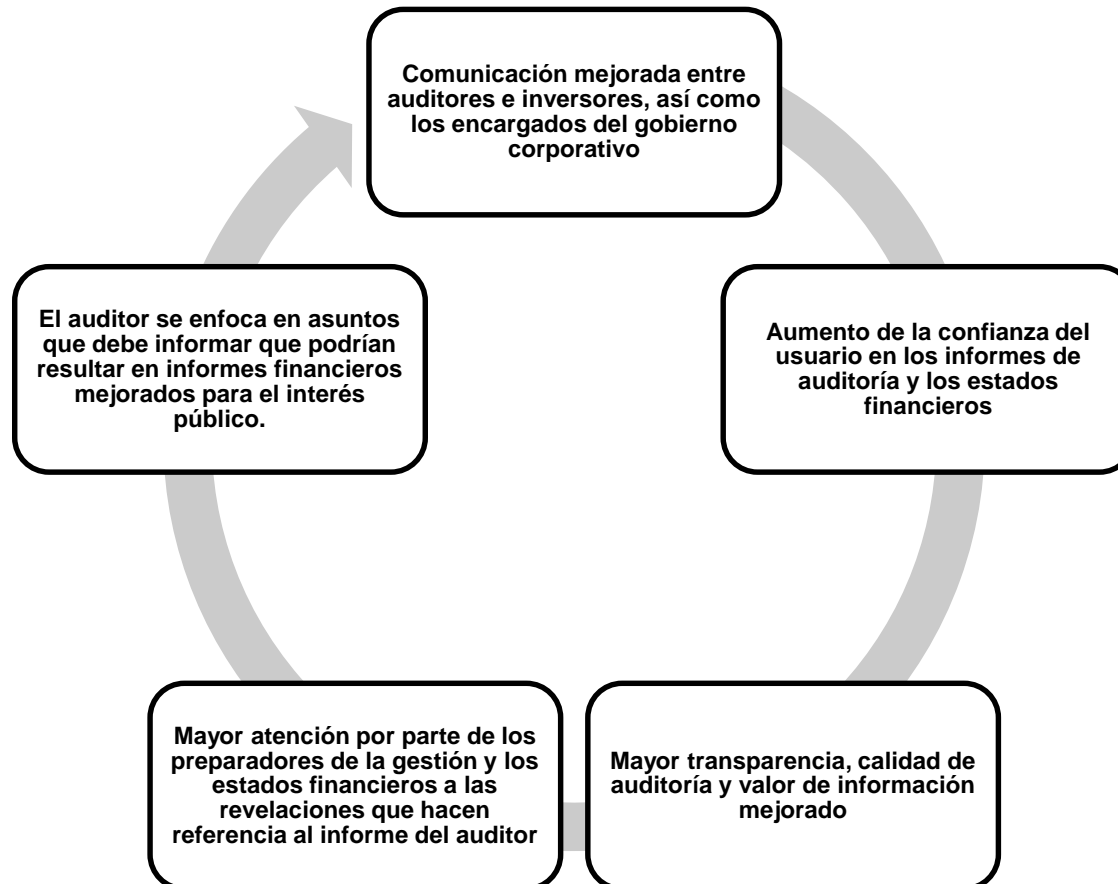 Comunicación mejorada entre
auditores e inversores, así como
los encargados del gobierno
corporativo
Aumento de la confianza del
usuario en los informes de
auditoría y los estados
financieros
Mayor transparencia, calidad de
auditoría y valor de información
mejorado
Mayor atención por parte de los
preparadores de la gestión y los
estados financieros a las
revelaciones que hacen
referencia al informe del auditor
El auditor se enfoca en asuntos
que debe informar que podrían
resultar en informes financieros
mejorados para el interés
público.